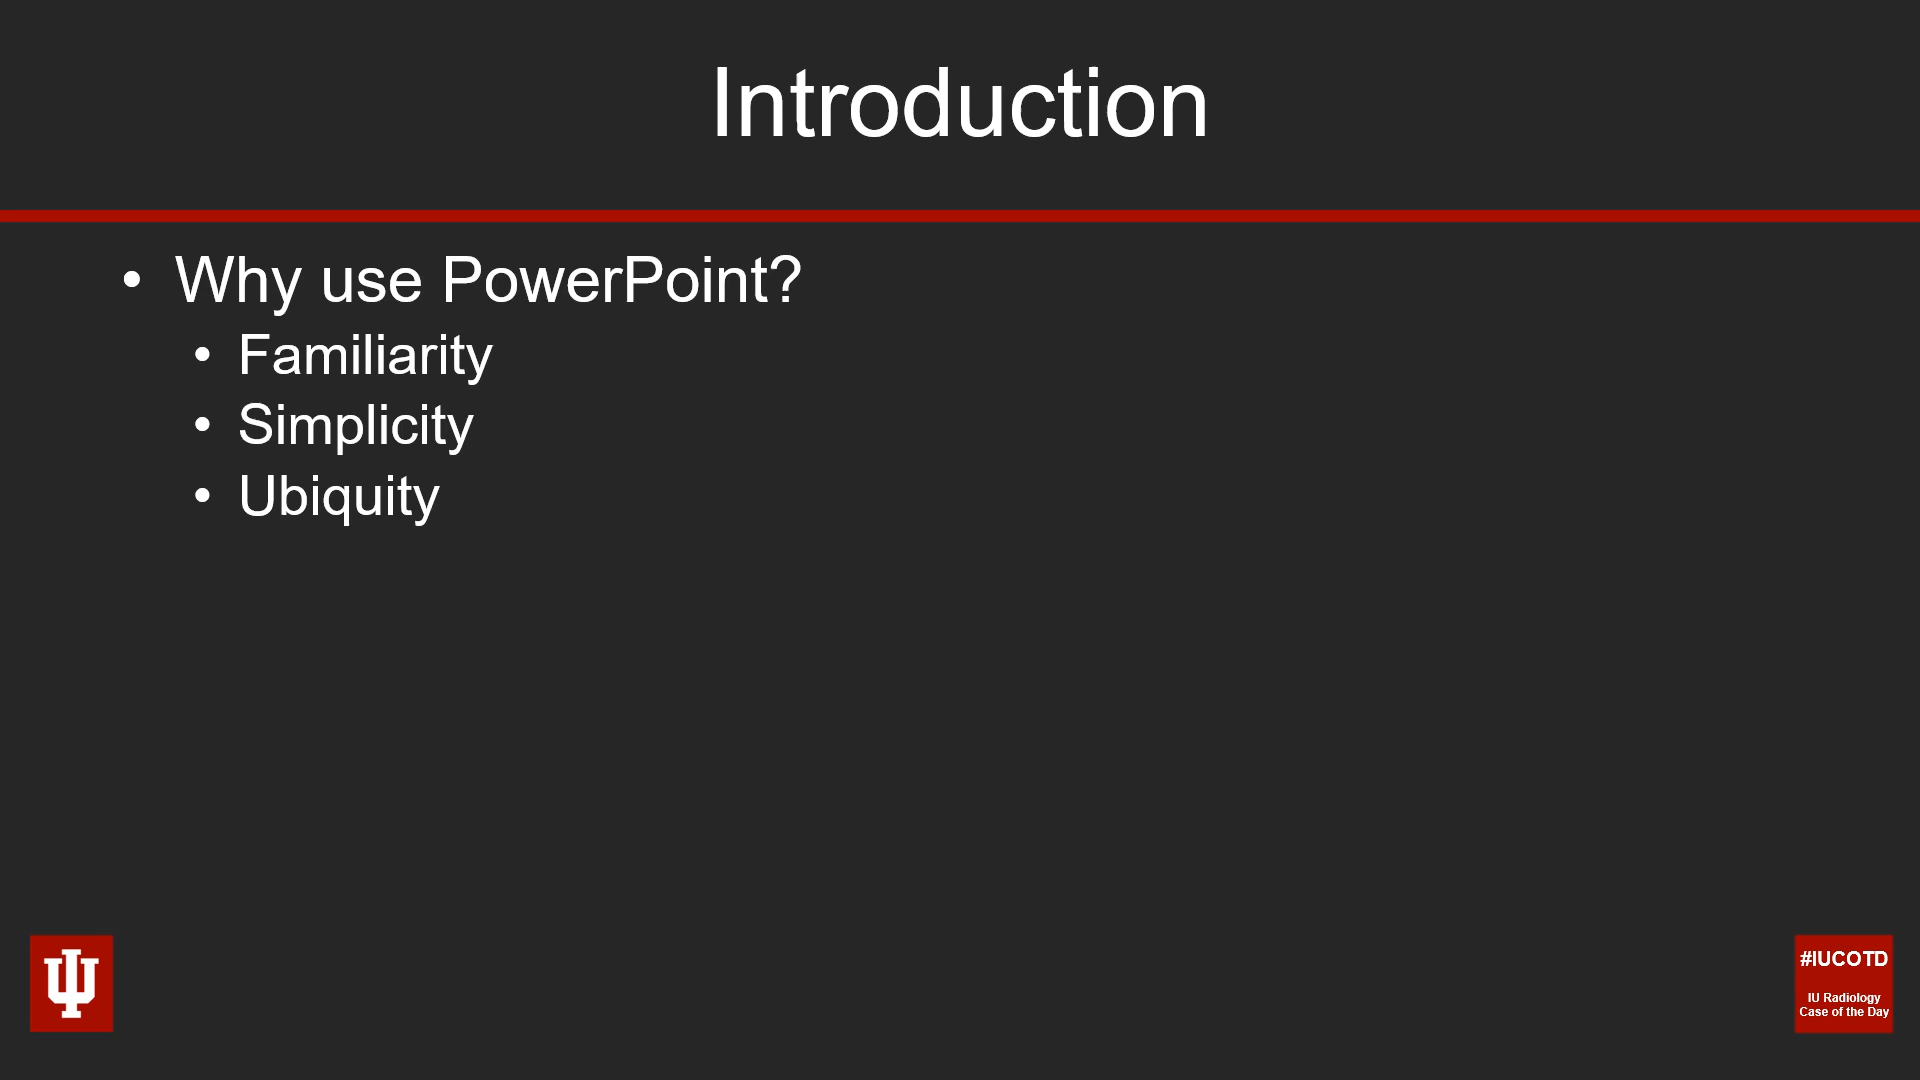 Introduction
• Why use PowerPoint?
• Familiarity
• Simplicity
• Ubiquity
#IUCOTD
IU Radiology
Case of the Day